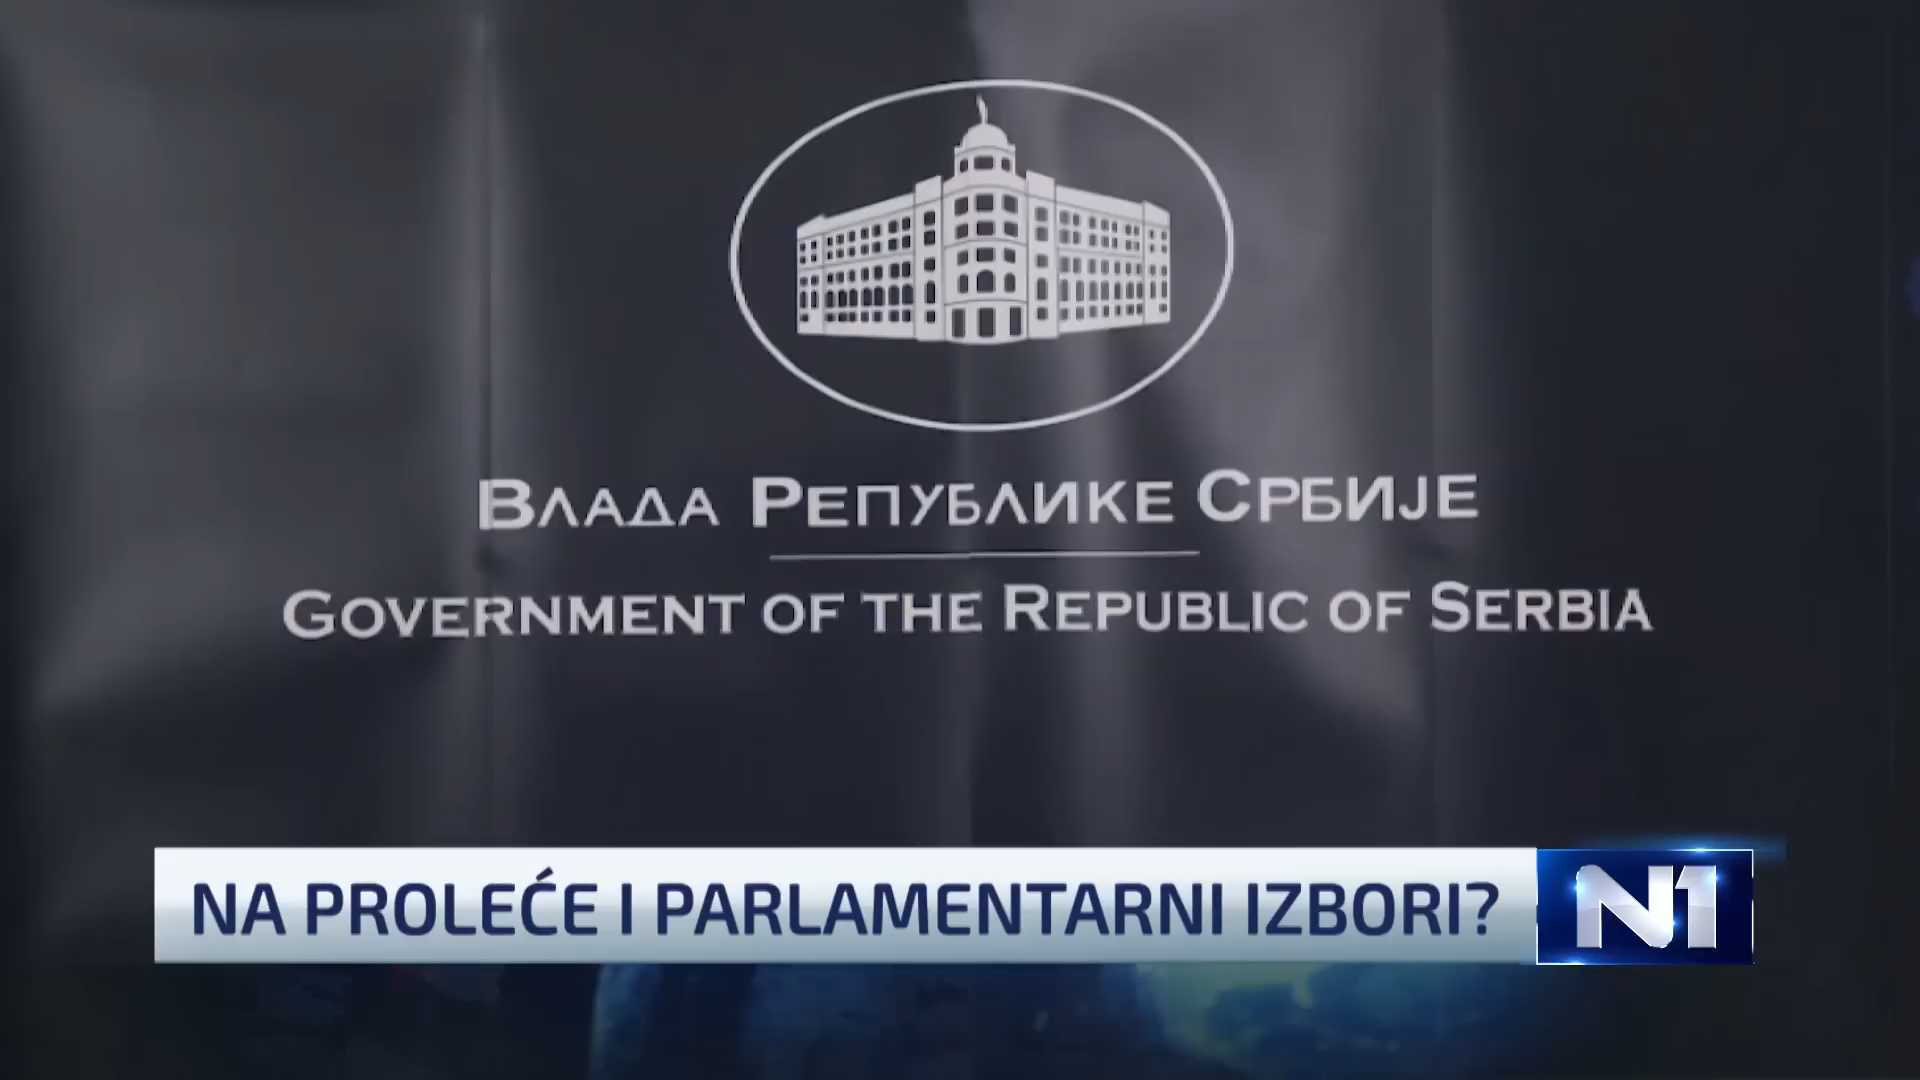 ВЛАДА РЕПУБЛИКЕ СРБИЈЕ
GOVERNMENT OF THE REPUBLIC OF SERBIA
NA PROLEĆE I PARLAMENTARNI IZBORI?
N1